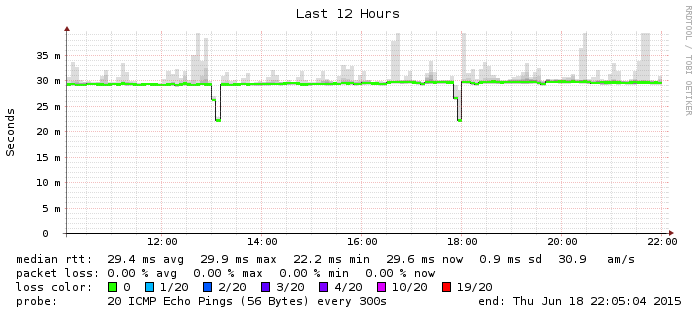 Last 12 Hours
RRDTOOL / TOBI OETIKER
Seconds
35 m
30 m
25 m
20 m
15 m
10 m
5 m
0
12:00 14:00 16:00 18:00 20:00 22:00
median rtt: 29.4 ms avg 29.9 ms max 22.2 ms min 29.6 ms now 0.9 ms sd 30.9 am/s
packet loss: 0.00 % avg 0.00 % max 0.00 % min 0.00 % now
loss color: 0 1/20 2/20 3/20 4/20 10/20 19/20
probe: 20 ICMP Echo Pings (56 Bytes) every 300s end: Thu Jun 18 22:05:04 2015